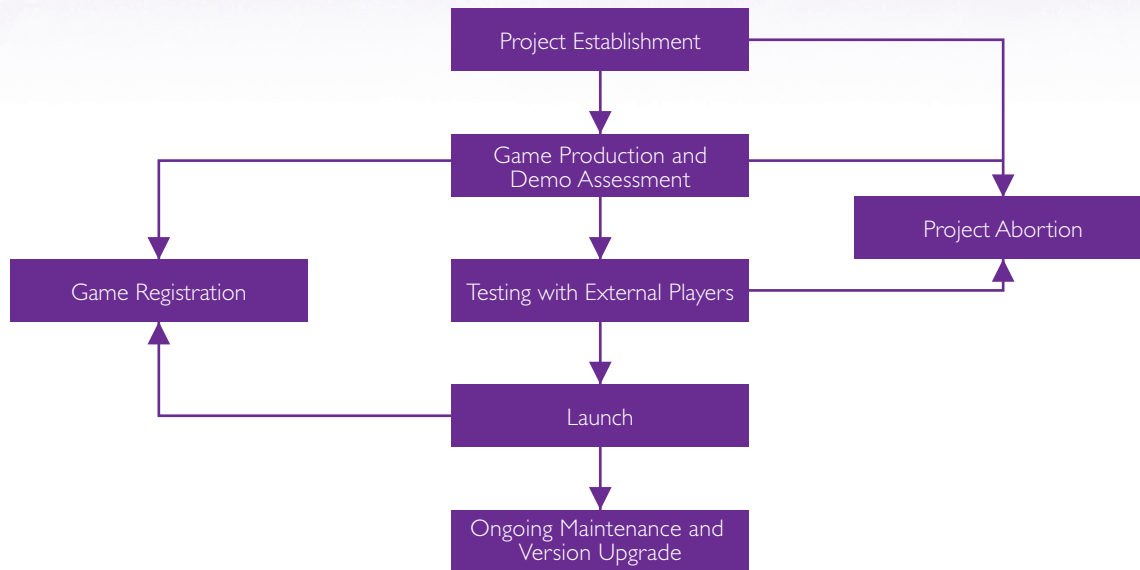 Project Establishment
Game Production and
Demo Assessment
Project Abortion
Game Registration
Testing with External Players
Launch
Ongoing Maintenance and
Version Upgrade